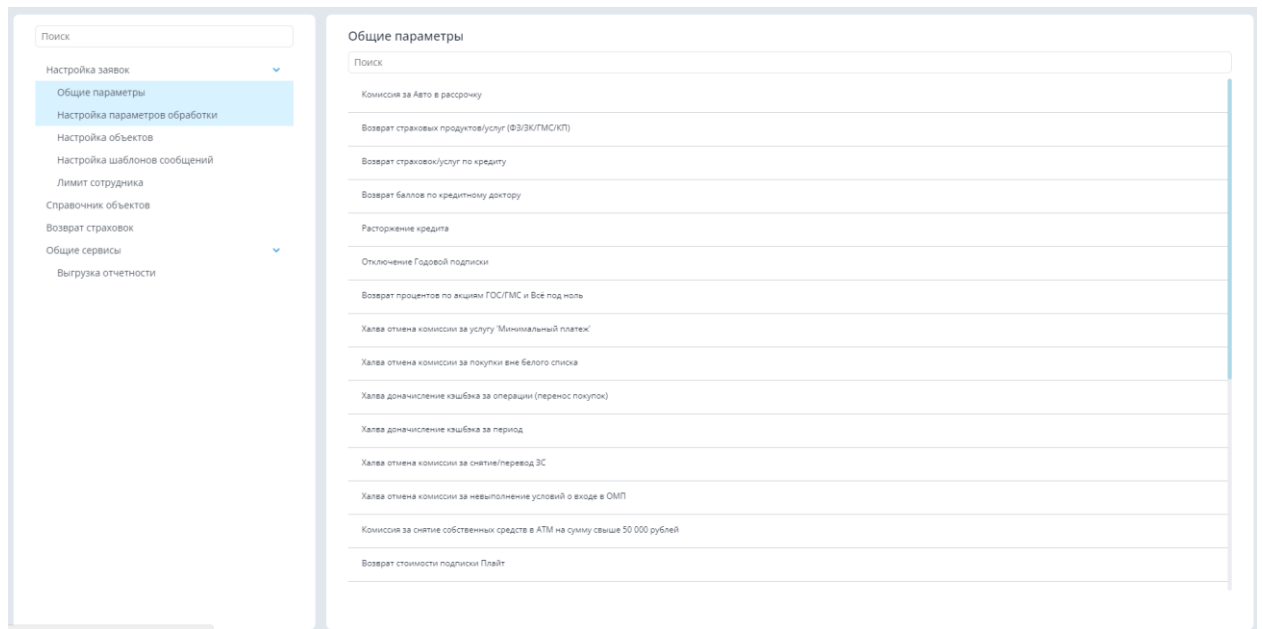 Поиск
Настройка заявок
Общие параметры
Настройка параметров обработки
Настройка объектов
Настройка шаблонов сообщений
Лимит сотрудника
Справочник объектов
Возврат страховок
Общие сервисы
Выгрузка отчетности
Общие параметры
Поиск
Комиссия за Авто в рассрочку
Возврат страховых продуктов/услуг (ФЗ/ЗК/ГМС/КП)
Возврат страховок/услуг по кредиту
Возврат баллов по кредитному доктору
Расторжение кредита
Отключение Годовой подписки
Возврат процентов по акциям ГОС/ГМС и Всё под ноль
Халва отмена комиссии за услугу 'Минимальный платеж'
Халва отмена комиссии за покупки вне белого списка
Халва доначисление кэшбэка за операции (перенос покупок)
Халва доначисление кэшбэка за период
Халва отмена комиссии за снятие/перевод ЗС
Халва отмена комиссии за невыполнение условий о входе в ОМП
Комиссия за снятие собственных средств в АТМ на сумму свыше 50 000 рублей
Возврат стоимости подписки Плайт